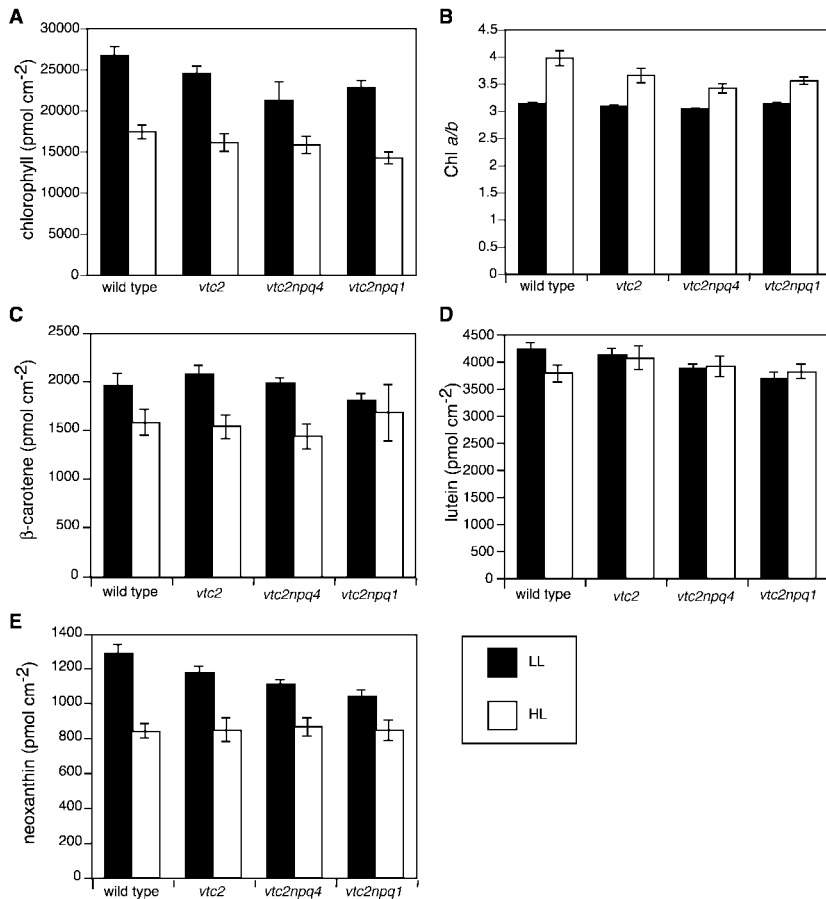 A
chlorophyll (pmol cm-2)
30000
25000
20000
15000
10000
5000
0
wild type vtc2 vtc2npq4 vtc2npq1
B
Chl a/b
4.5
4
3.5
3
2.5
2
1.5
1
0.5
0
wild type vtc2 vtc2npq4 vtc2npq1
C
β-carotene (pmol cm-2)
2500
2000
1500
1000
500
0
wild type vtc2 vtc2npq4 vtc2npq1
D
lutein (pmol cm-2)
4500
4000
3500
3000
2500
2000
1500
1000
500
0
wild type vtc2 vtc2npq4 vtc2npq1
E
neoxanthin (pmol cm-2)
1400
1200
1000
800
600
400
200
0
wild type vtc2 vtc2npq4 vtc2npq1
LL
HL